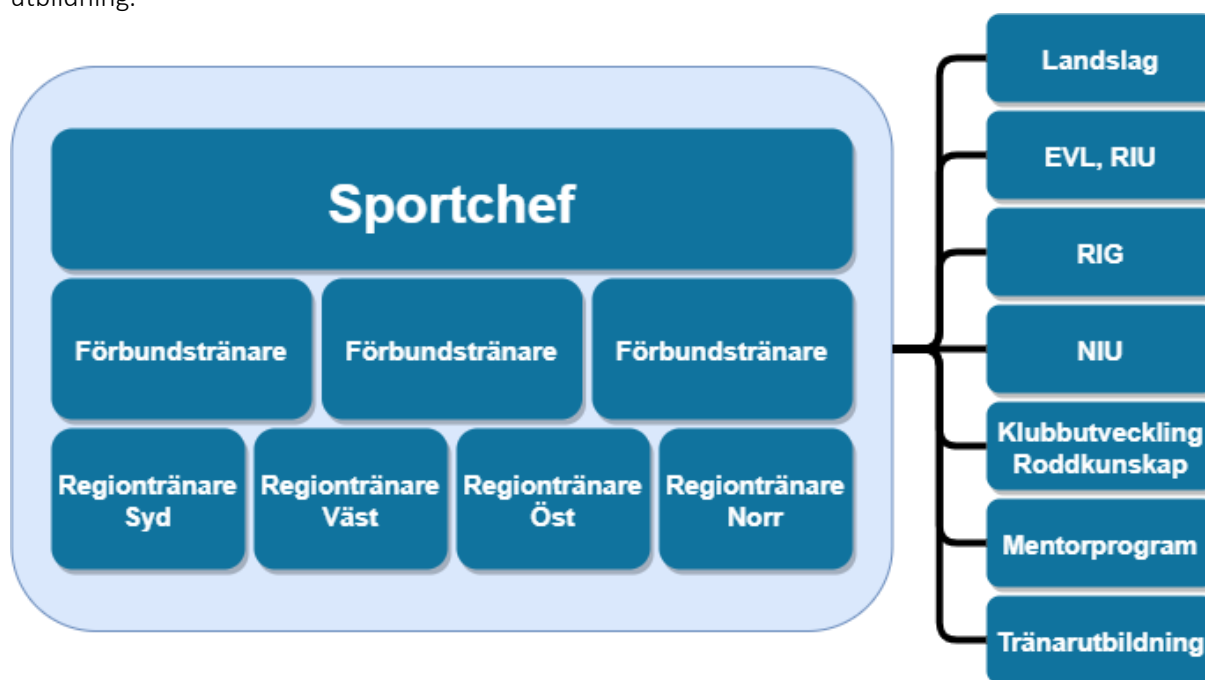 utbildning.
Sportchef
Förbundstränare
Förbundstränare
Förbundstränare
Regiontränare
Syd
Regiontränare
Väst
Regiontränare
Öst
Regiontränare
Norr
Landslag
EVL, RIU
RIG
NIU
Klubbutveckling
Roddkunskap
Mentorprogram
Tränarutbildning